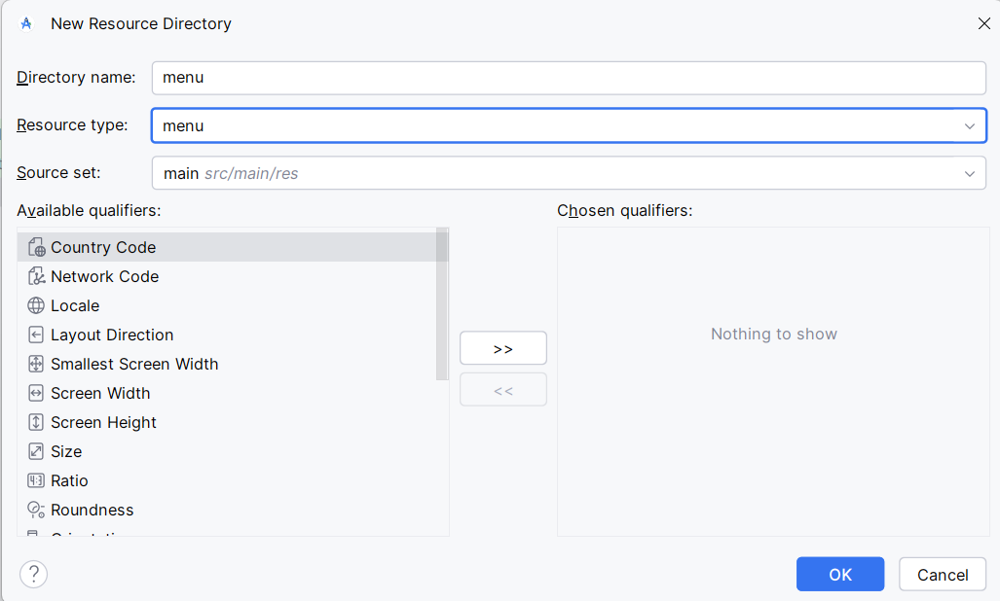 New Resource Directory
Directory name: menu
Resource type: menu
Source set: main src/main/res
Available qualifiers:
Chosen qualifiers:
Country Code
Network Code
Locale
Layout Direction
Smallest Screen Width
Screen Width
Screen Height
Size
Ratio
Roundness
>>
<<
Nothing to show
?
OK
Cancel